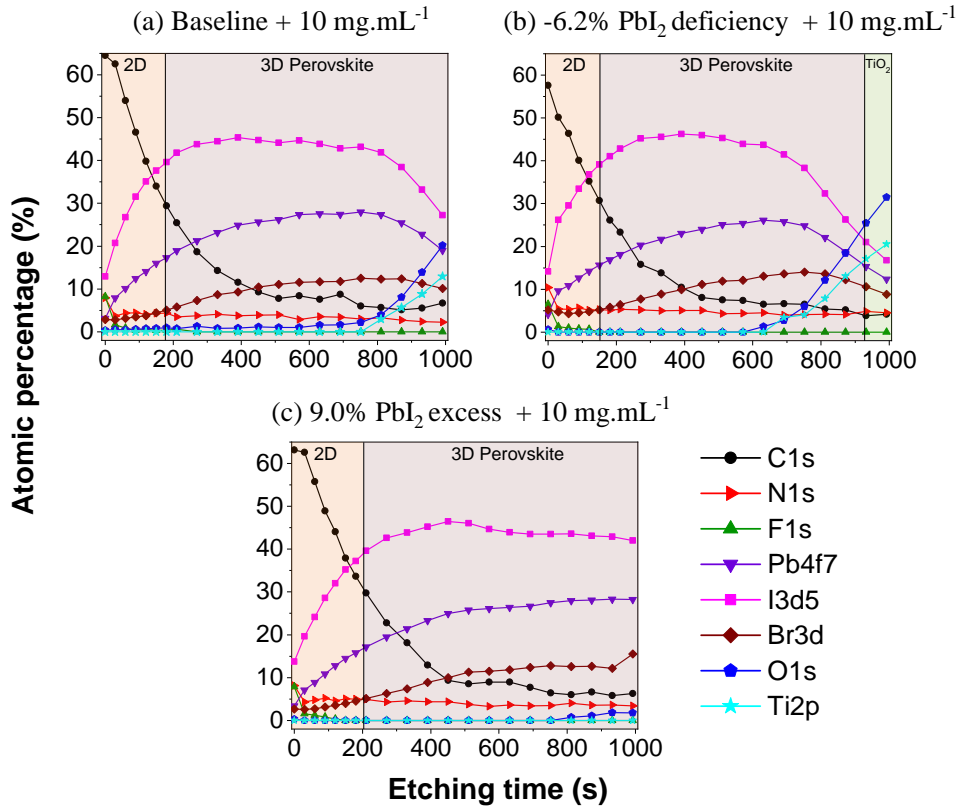 (a) Baseline + 10 mg.mL⁻¹
(b) -6.2% PbI₂ deficiency + 10 mg.mL⁻¹
2D
3D Perovskite
2D
3D Perovskite
TiO₂
60
50
40
30
20
10
0
0 200 400 600 800 1000
60
50
40
30
20
10
0
0 200 400 600 800 1000
(c) 9.0% PbI₂ excess + 10 mg.mL⁻¹
2D
3D Perovskite
60
50
40
30
20
10
0
0 200 400 600 800 1000
Atomic percentage (%)
Etching time (s)
C1s
N1s
F1s
Pb4f7
I3d5
Br3d
O1s
Ti2p